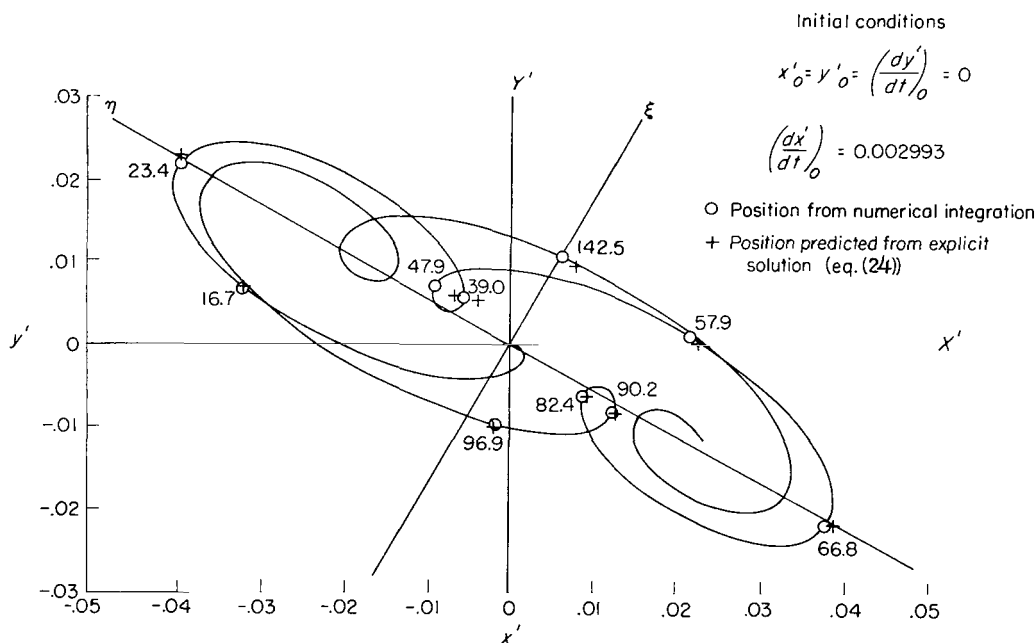 Initial conditions
x'₀ = y'₀ = (dy'/dt)₀ = 0
(dx'/dt)₀ = 0.002993
O Position from numerical integration
+ Position predicted from explicit
solution (eq.(24))
Y'
η
ξ
.03
.02
.01
0
-.01
-.02
-.03
y'
X'
23.4
142.5
47.9
39.0
16.7
57.9
90.2
82.4
96.9
66.8
-.05
-.04
-.03
-.02
-.01
0
.01
.02
.03
.04
.05
x'